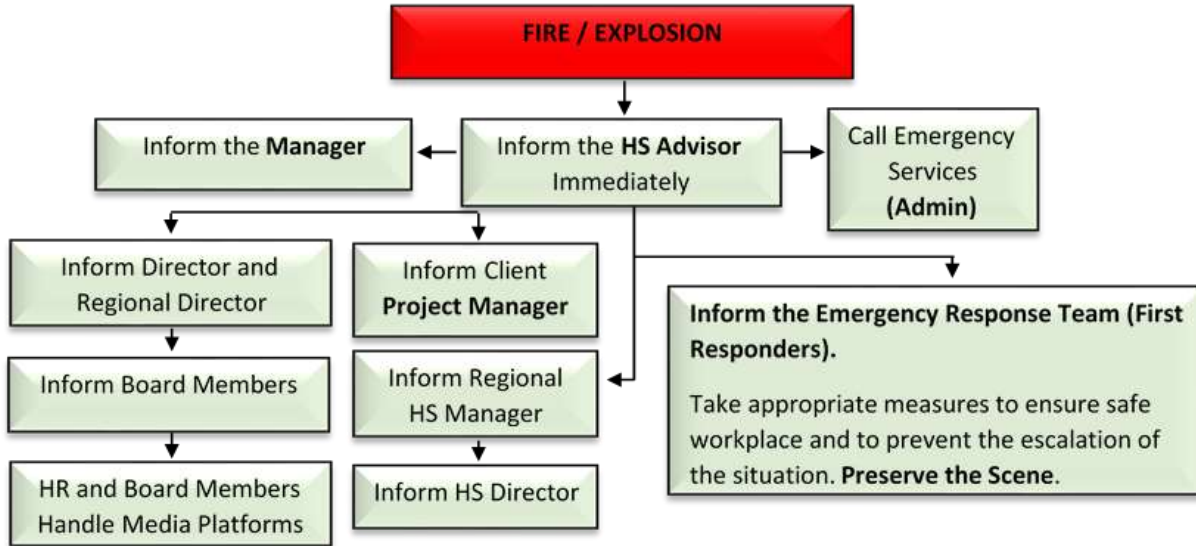 FIRE / EXPLOSION
Inform the Manager
Inform the HS Advisor
Immediately
Call Emergency
Services
(Admin)
Inform Director and
Regional Director
Inform Client
Project Manager
Inform the Emergency Response Team (First
Responders).
Take appropriate measures to ensure safe
workplace and to prevent the escalation of
the situation. Preserve the Scene.
Inform Board Members
Inform Regional
HS Manager
HR and Board Members
Handle Media Platforms
Inform HS Director